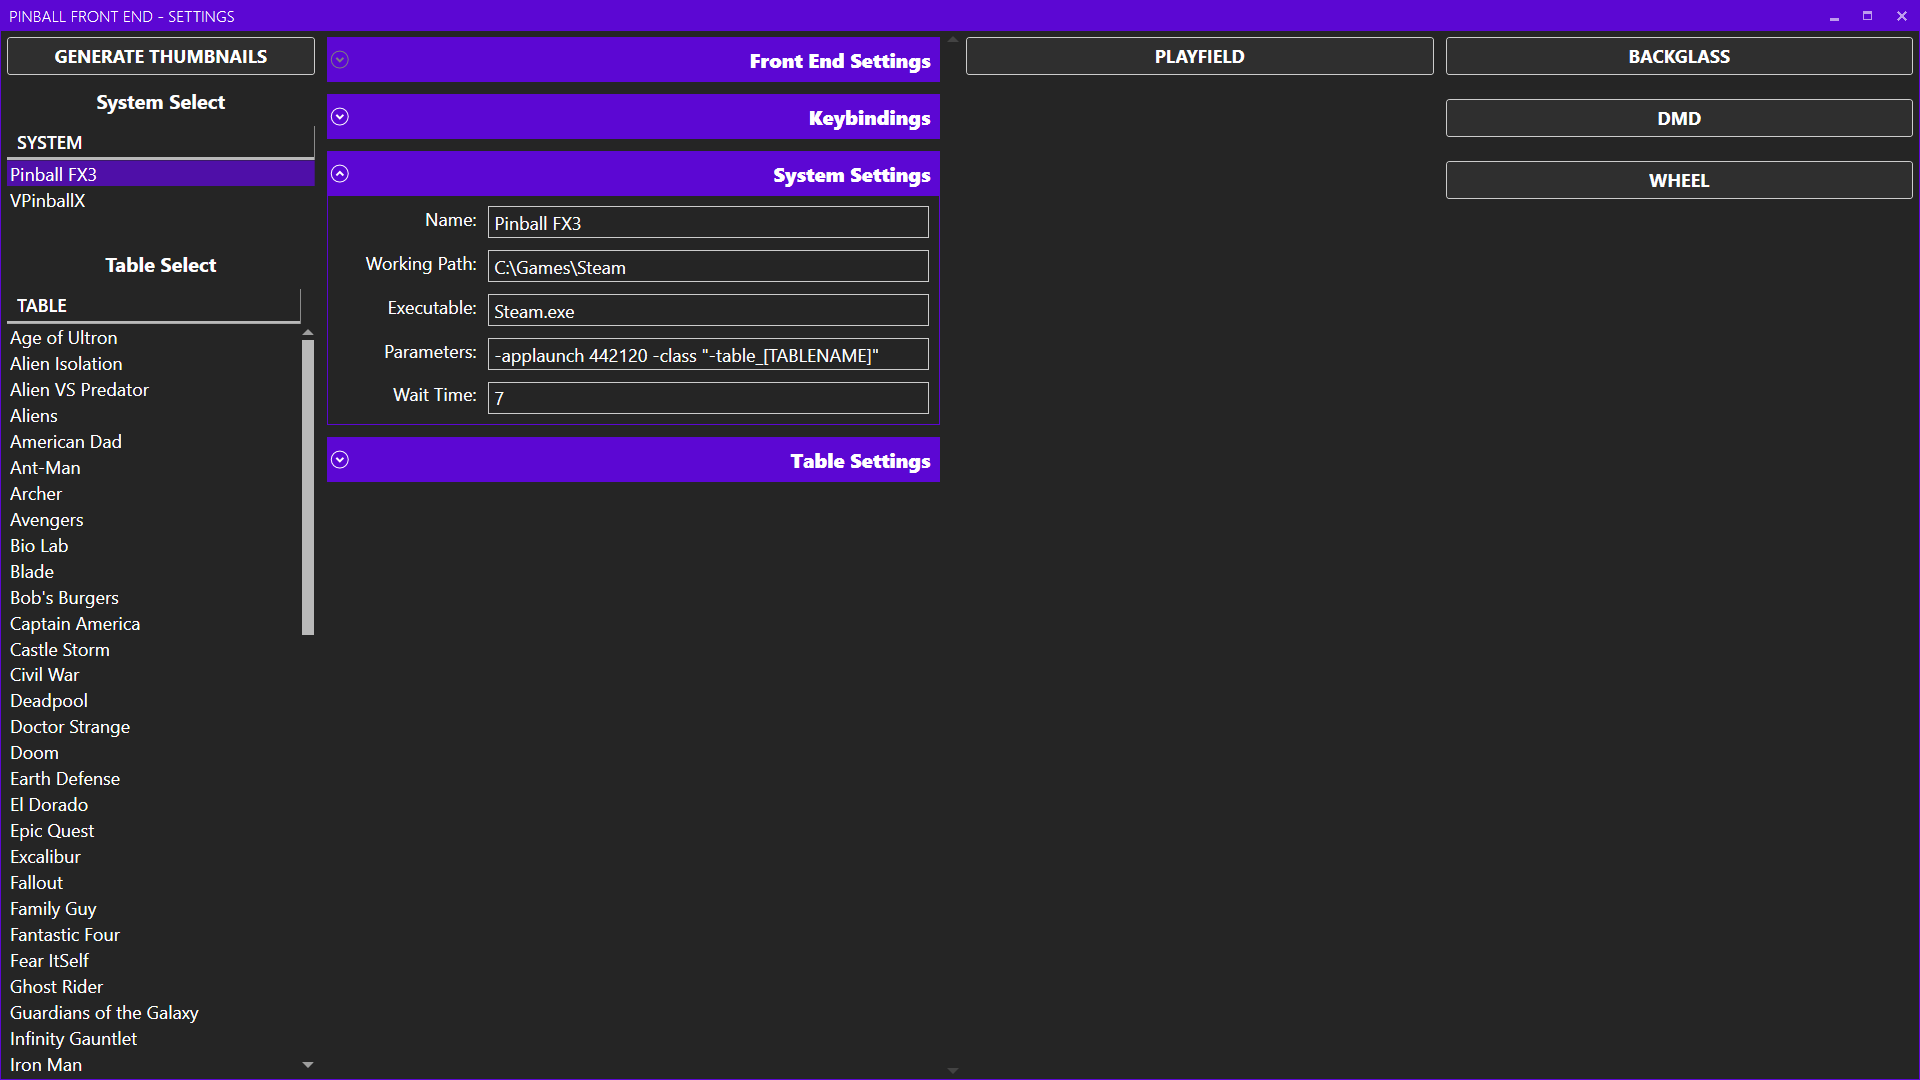 PINBALL FRONT END - SETTINGS
GENERATE THUMBNAILS
System Select
SYSTEM
Pinball FX3
VPinballX
Table Select
TABLE
Age of Ultron
Alien Isolation
Alien VS Predator
Aliens
American Dad
Ant-Man
Archer
Avengers
Bio Lab
Blade
Bob's Burgers
Captain America
Castle Storm
Civil War
Deadpool
Doctor Strange
Doom
Earth Defense
El Dorado
Epic Quest
Excalibur
Fallout
Family Guy
Fantastic Four
Fear ItSelf
Ghost Rider
Guardians of the Galaxy
Infinity Gauntlet
Iron Man
Front End Settings
Keybindings
System Settings
Name: Pinball FX3
Working Path: C:\Games\Steam
Executable: Steam.exe
Parameters: -applaunch 442120 -class "-table_[TABLENAME]"
Wait Time: 7
Table Settings
PLAYFIELD
BACKGLASS
DMD
WHEEL